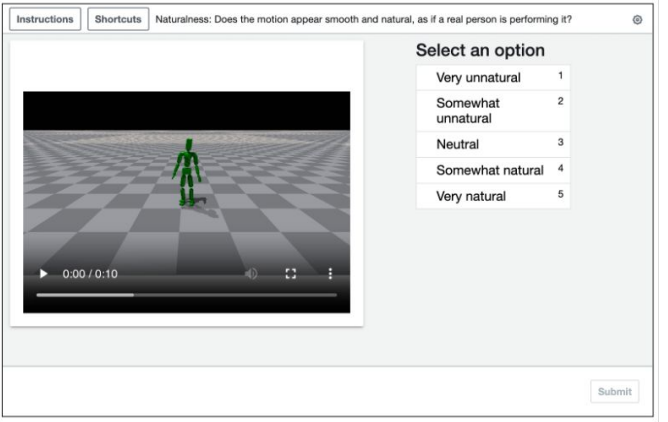 Instructions Shortcuts Naturalness: Does the motion appear smooth and natural, as if a real person is performing it?
Select an option
Very unnatural 1
Somewhat 2
unnatural
Neutral 3
Somewhat natural 4
Very natural 5
0:00 / 0:10
Submit